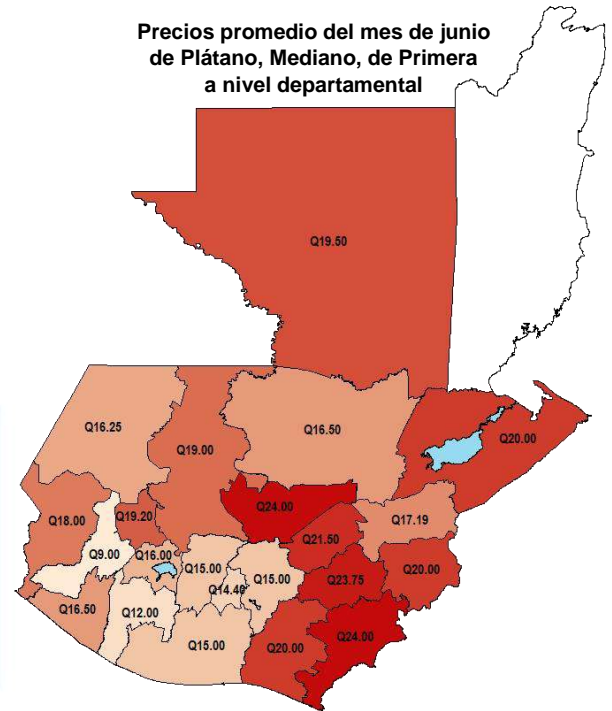 Precios promedio del mes de junio
de Plátano, Mediano, de Primera
a nivel departamental
Q19.50
Q16.25
Q19.00
Q16.50
Q20.00
Q18.00
Q19.20
Q24.00
Q17.19
Q21.50
Q9.00
Q16.00
Q15.00
Q14.40
Q15.00
Q23.75
Q20.00
Q16.50
Q12.00
Q15.00
Q20.00
Q24.00